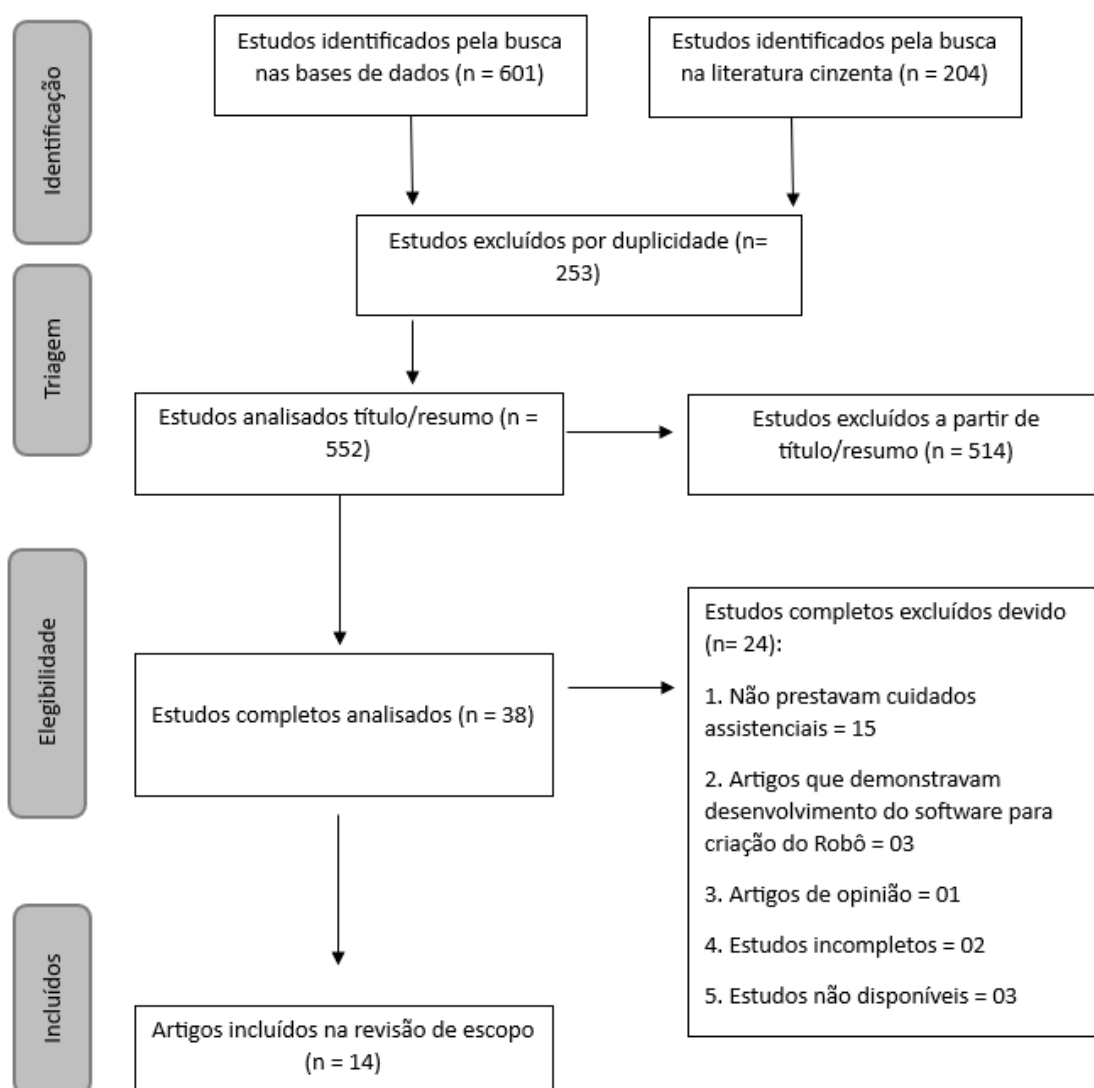 Identificação
Estudos identificados pela busca
nas bases de dados (n = 601)
Estudos identificados pela busca
na literatura cinzenta (n = 204)
Estudos excluídos por duplicidade (n=
253)
Triagem
Estudos analisados título/resumo (n =
552)
Estudos excluídos a partir de
título/resumo (n = 514)
Elegibilidade
Estudos completos analisados (n = 38)
Estudos completos excluídos devido
(n= 24):
1. Não prestavam cuidados
assistenciais = 15
2. Artigos que demonstravam
desenvolvimento do software para
criação do Robô = 03
3. Artigos de opinião = 01
4. Estudos incompletos = 02
5. Estudos não disponíveis = 03
Incluídos
Artigos incluídos na revisão de escopo
(n = 14)